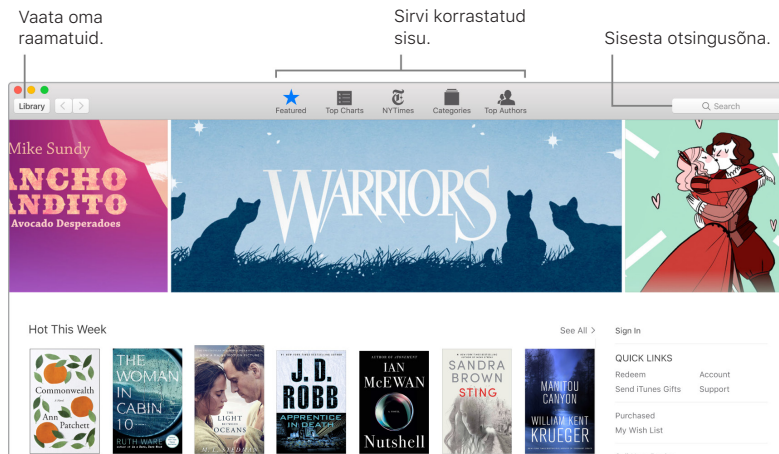 Vaata oma
raamatuid.
Sirvi korrastatud
sisu.
Sisesta otsingusõna.
Library
Featured
Top Charts
NYTimes
Categories
Top Authors
Search
Mike Sundy
ANCHO
ANDITO
Avocado Desperadoes
WARRIORS
Hot This Week
See All >
Sign In
QUICK LINKS
Redeem
Account
Send iTunes Gifts
Support
Purchased
My Wish List
Commonwealth
Ann
Patchett
THE
WOMAN
IN
CABIN
10
RUTH WARE
THE
LIGHT
BETWEEN
OCEANS
J. D.
ROBB
APPRENTICE
IN DEATH
IAN
McEWAN
Nutshell
SANDRA
BROWN
STING
MANITOU
CANYON
WILLIAM KENT
KRUEGER